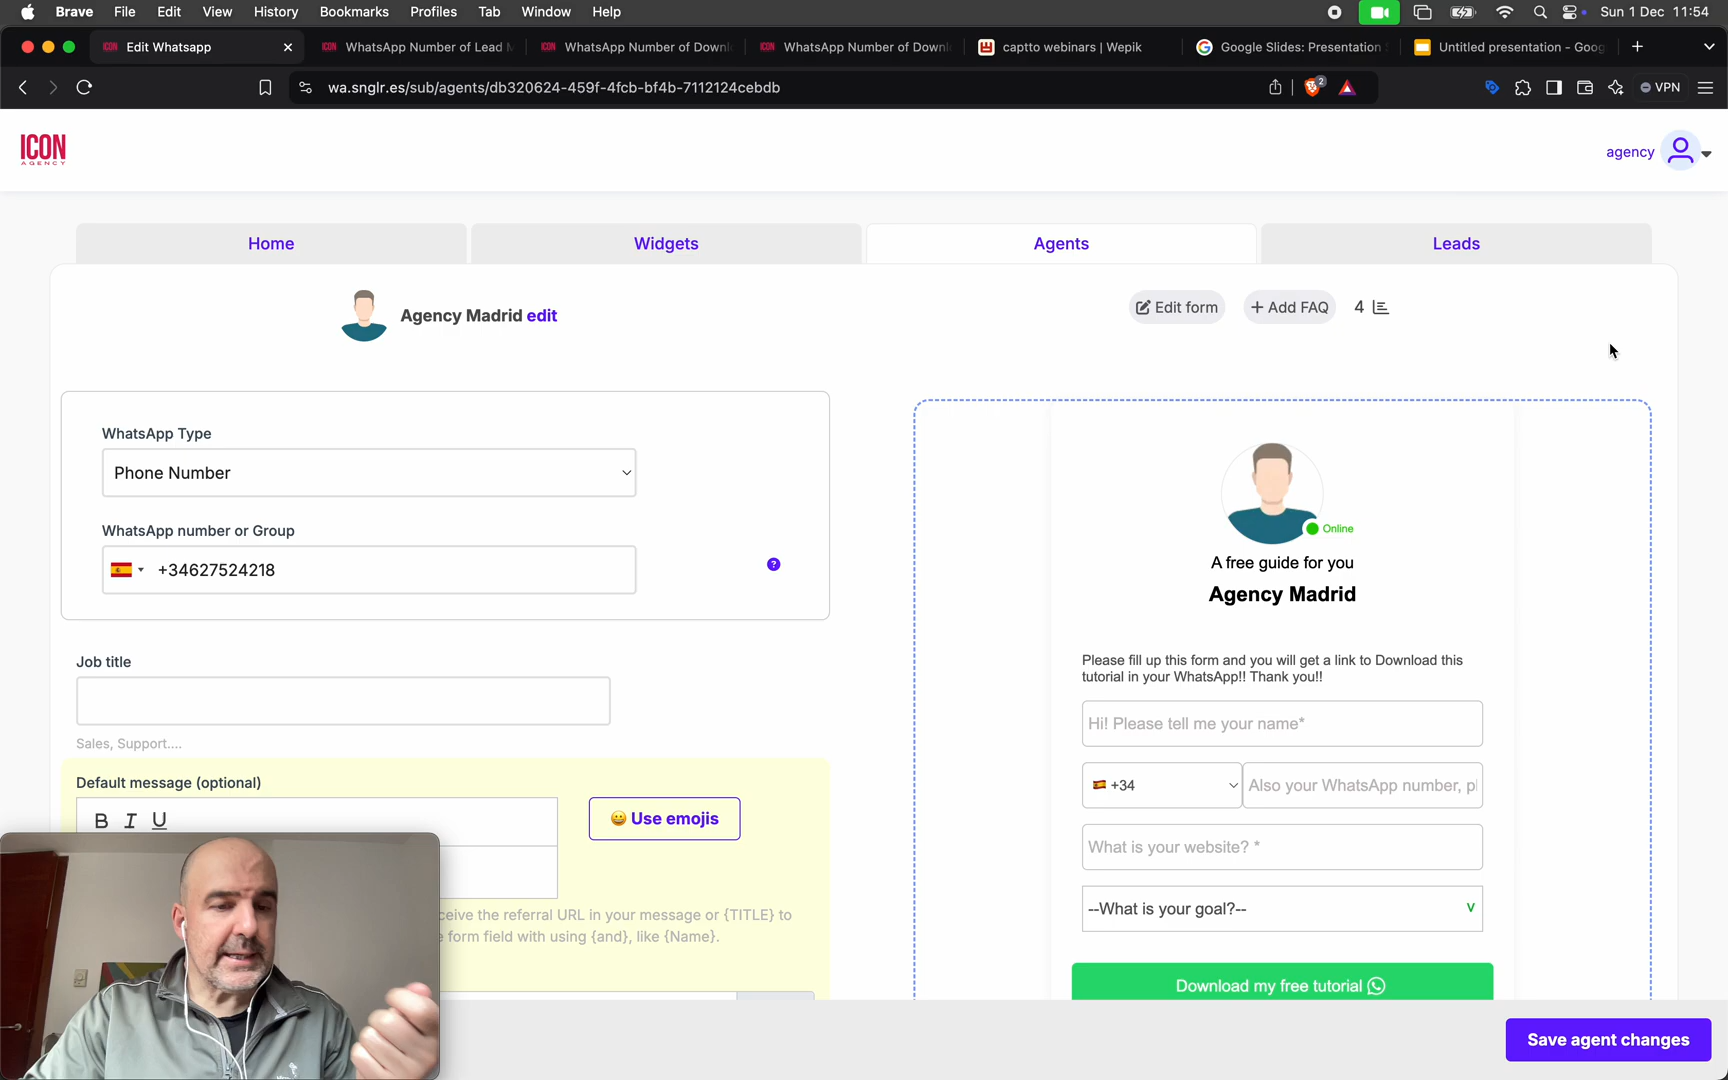 Brave File Edit View History Bookmarks Profiles Tab Window Help Sun 1 Dec 11:54
ICON Edit Whatsapp ICON WhatsApp Number of Lead ICON WhatsApp Number of Downl ICON WhatsApp Number of Downl captto webinars | Wepik Google Slides: Presentation Untitled presentation - Goog
wa.snglr.es/sub/agents/db320624-459f-4fcb-bf4b-7112124cebdb 2 VPN
ICON
AGENCY
agency
Home Widgets Agents Leads
Agency Madrid edit
Edit form + Add FAQ 4
WhatsApp Type
Phone Number
WhatsApp number or Group
+34627524218
?
Job title
Sales, Support....
Default message (optional)
B I U
😀 Use emojis
ceive the referral URL in your message or {TITLE} to
e form field with using {and}, like {Name}.
Online
A free guide for you
Agency Madrid
Please fill up this form and you will get a link to Download this
tutorial in your WhatsApp!! Thank you!!
Hi! Please tell me your name*
+34 Also your WhatsApp number, pl
What is your website? *
--What is your goal?-- V
Download my free tutorial
Save agent changes